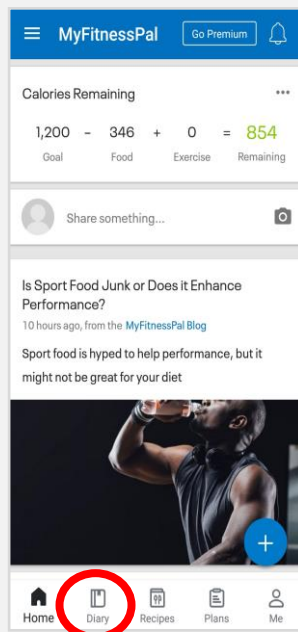 MyFitnessPal Go Premium
Calories Remaining
1,200 - 346 + 0 = 854
Goal Food Exercise Remaining
Share something...
Is Sport Food Junk or Does it Enhance
Performance?
10 hours ago, from the MyFitnessPal Blog
Sport food is hyped to help performance, but it
might not be great for your diet
Home Diary Recipes Plans Me